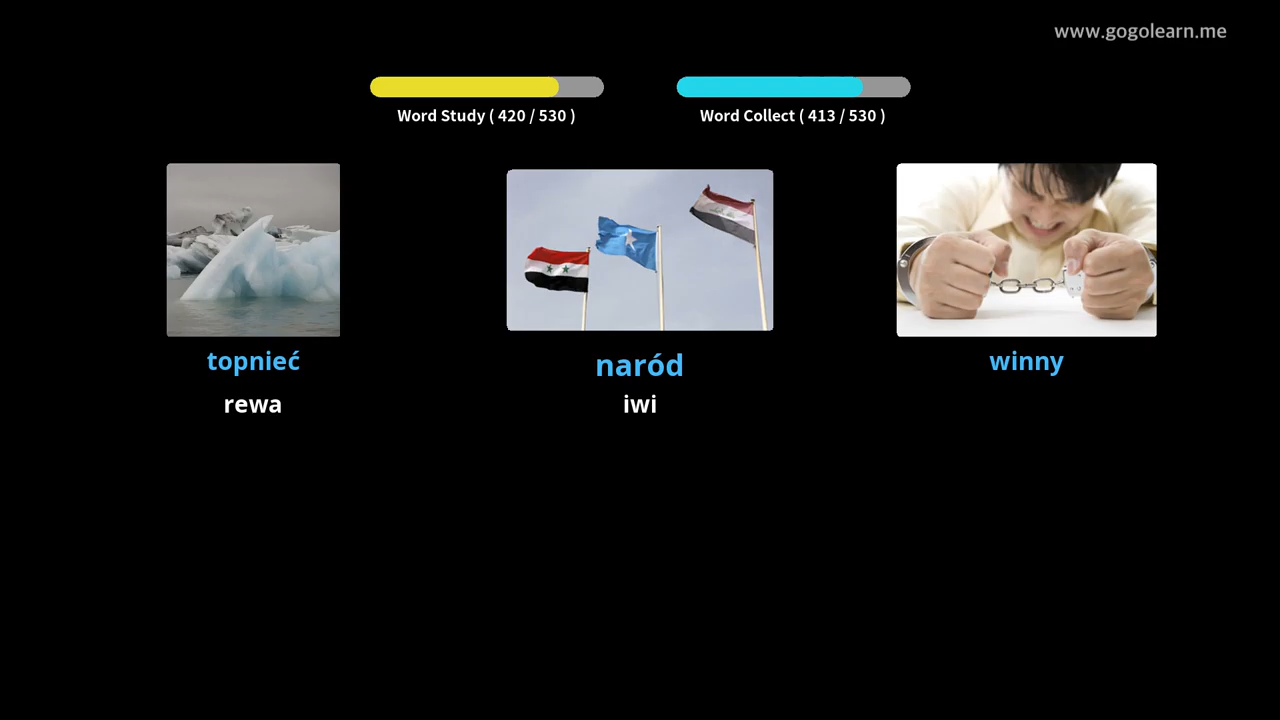 www.gogolearn.me
Word Study ( 420 / 530 )
Word Collect ( 413 / 530 )
topnieć
naród
winny
rewa
iwi